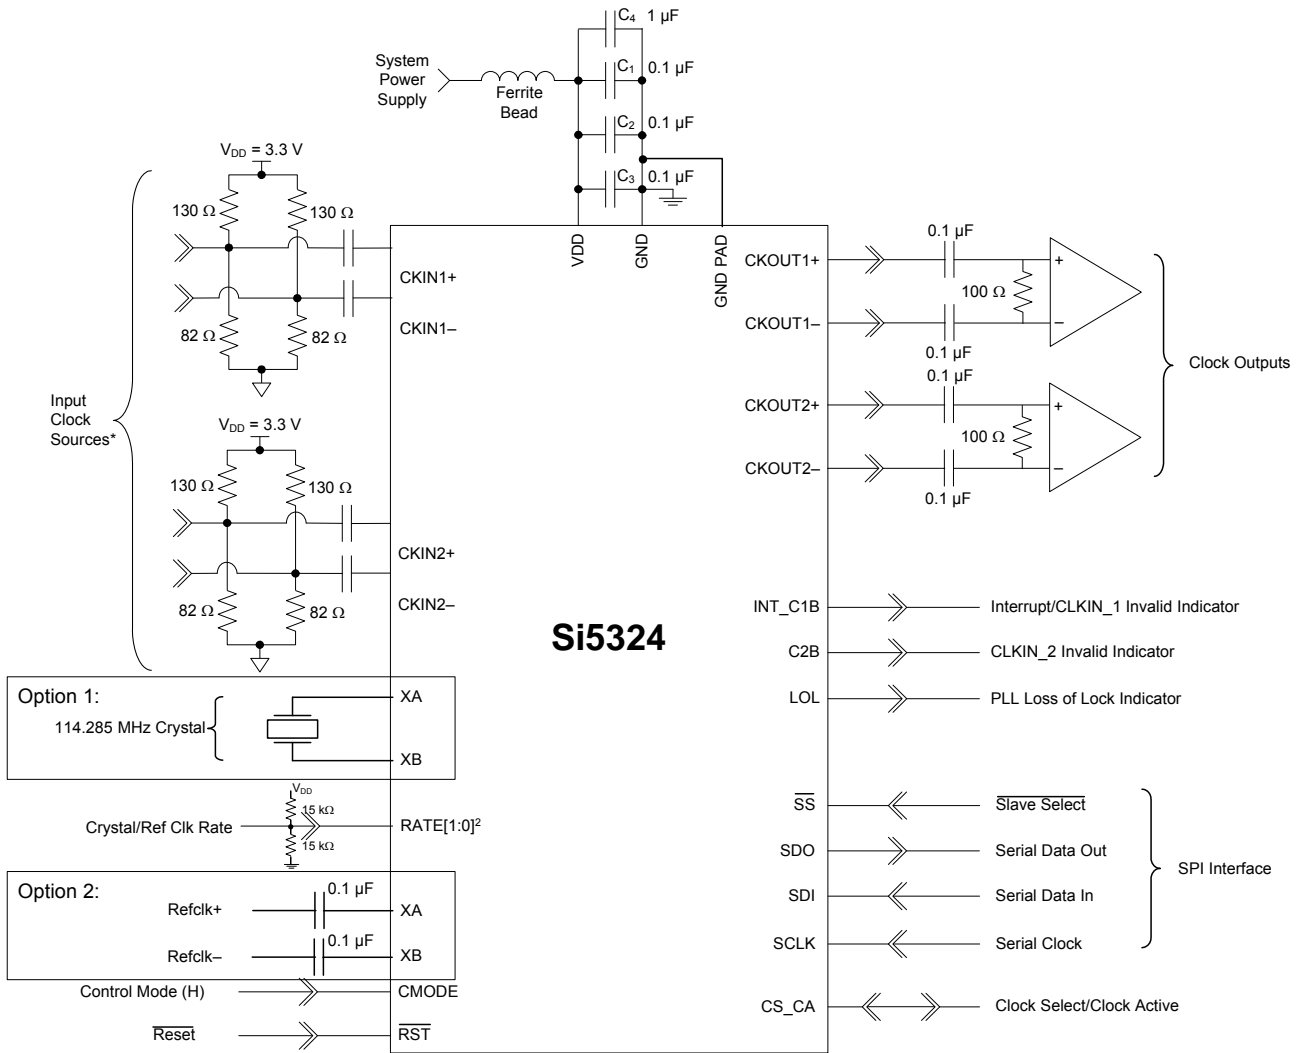 C4 1 µF
System
Power
Supply
Ferrite
Bead
C1 0.1 µF
C2 0.1 µF
C3 0.1 µF
VDD
GND
GND PAD
Input
Clock
Sources*
VDD = 3.3 V
130 Ω
130 Ω
82 Ω
82 Ω
CKIN1+
CKIN1–
VDD = 3.3 V
130 Ω
130 Ω
82 Ω
82 Ω
CKIN2+
CKIN2–
Option 1:
114.285 MHz Crystal
XA
XB
VDD
15 kΩ
15 kΩ
Crystal/Ref Clk Rate
RATE[1:0]²
Option 2:
Refclk+
0.1 µF
XA
Refclk–
0.1 µF
XB
Control Mode (H)
CMODE
Reset
RST
Si5324
CKOUT1+
0.1 µF
100 Ω
+
–
CKOUT1–
0.1 µF
CKOUT2+
0.1 µF
100 Ω
+
–
CKOUT2–
0.1 µF
Clock Outputs
INT_C1B
Interrupt/CLKIN_1 Invalid Indicator
C2B
CLKIN_2 Invalid Indicator
LOL
PLL Loss of Lock Indicator
SS
Slave Select
SDO
Serial Data Out
SDI
Serial Data In
SCLK
Serial Clock
SPI Interface
CS_CA
Clock Select/Clock Active